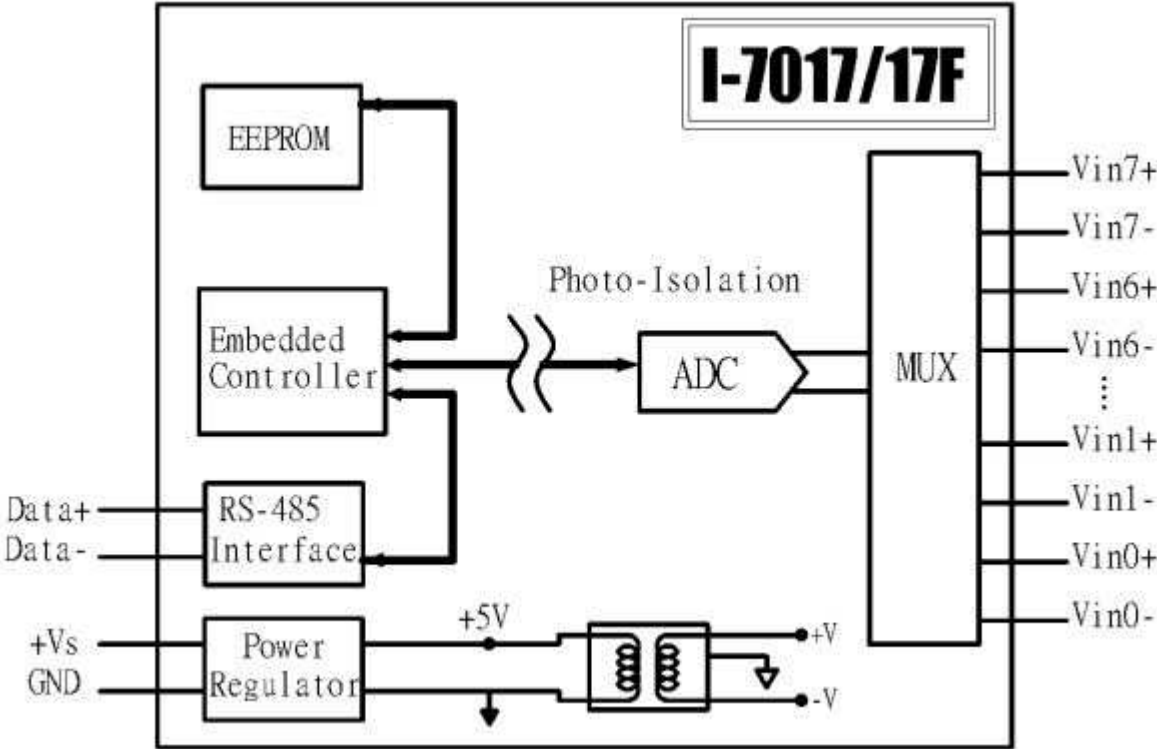 I-7017/17F
EEPROM
Photo-Isolation
Embedded
Controller
ADC
MUX
Vin7+
Vin7-
Vin6+
Vin6-
Vin1+
Vin1-
Vin0+
Vin0-
Data+
Data-
RS-485
Interface
+Vs
GND
Power
Regulator
+5V
+V
-V